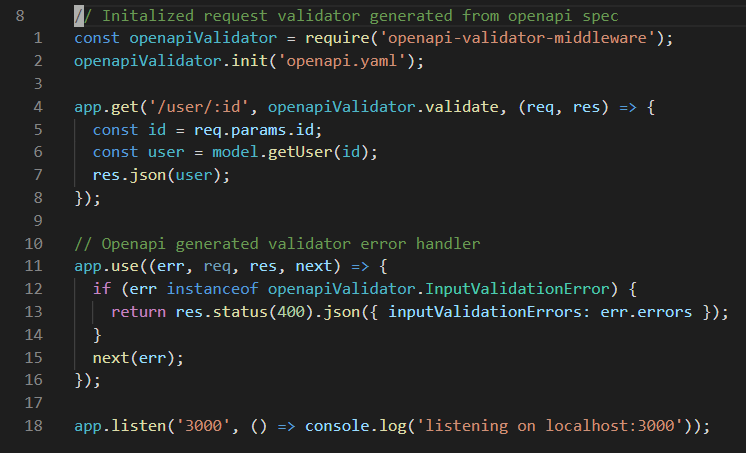 8 // Initalized request validator generated from openapi spec
1 const openapiValidator = require('openapi-validator-middleware');
2 openapiValidator.init('openapi.yaml');
3
4 app.get('/user/:id', openapiValidator.validate, (req, res) => {
5   const id = req.params.id;
6   const user = model.getUser(id);
7   res.json(user);
8 });
9
10 // Openapi generated validator error handler
11 app.use((err, req, res, next) => {
12   if (err instanceof openapiValidator.InputValidationError) {
13     return res.status(400).json({ inputValidationErrors: err.errors });
14   }
15   next(err);
16 });
17
18 app.listen('3000', () => console.log('listening on localhost:3000'));